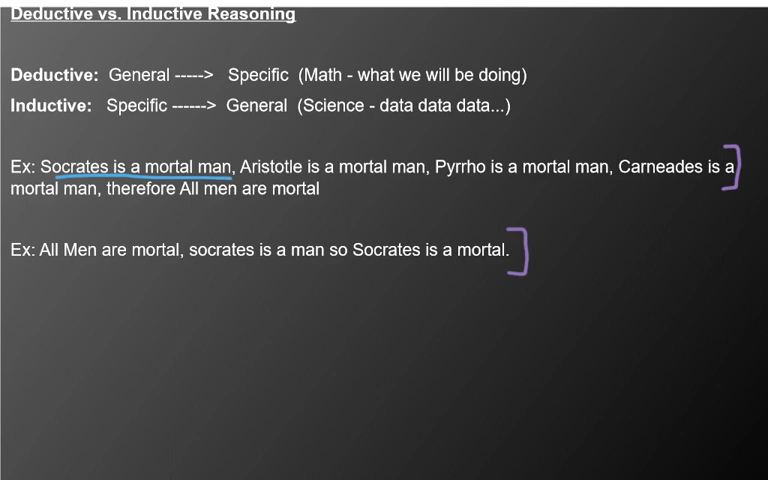 Deductive vs. Inductive Reasoning
Deductive: General -----> Specific (Math - what we will be doing)
Inductive: Specific ------> General (Science - data data data...)
Ex: Socrates is a mortal man, Aristotle is a mortal man, Pyrrho is a mortal man, Carneades is a
mortal man, therefore All men are mortal
Ex: All Men are mortal, socrates is a man so Socrates is a mortal.